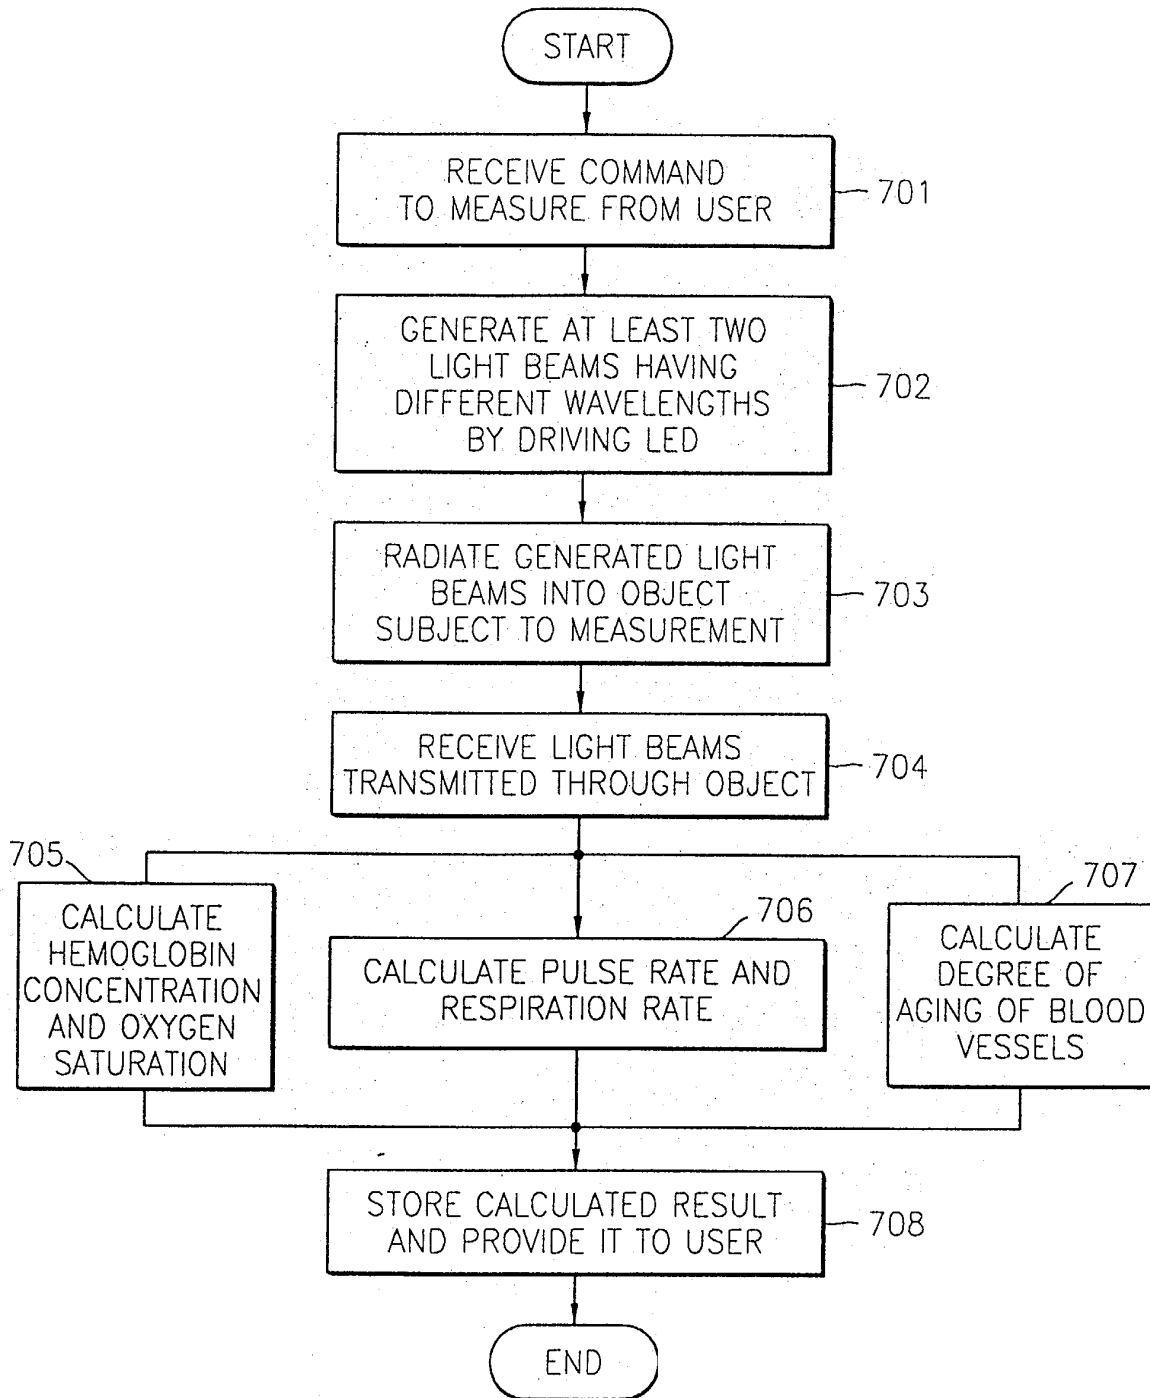 START
RECEIVE COMMAND
TO MEASURE FROM USER
701
GENERATE AT LEAST TWO
LIGHT BEAMS HAVING
DIFFERENT WAVELENGTHS
BY DRIVING LED
702
RADIATE GENERATED LIGHT
BEAMS INTO OBJECT
SUBJECT TO MEASUREMENT
703
RECEIVE LIGHT BEAMS
TRANSMITTED THROUGH OBJECT
704
705
CALCULATE
HEMOGLOBIN
CONCENTRATION
AND OXYGEN
SATURATION
706
CALCULATE PULSE RATE AND
RESPIRATION RATE
707
CALCULATE
DEGREE OF
AGING OF BLOOD
VESSELS
STORE CALCULATED RESULT
AND PROVIDE IT TO USER
708
END